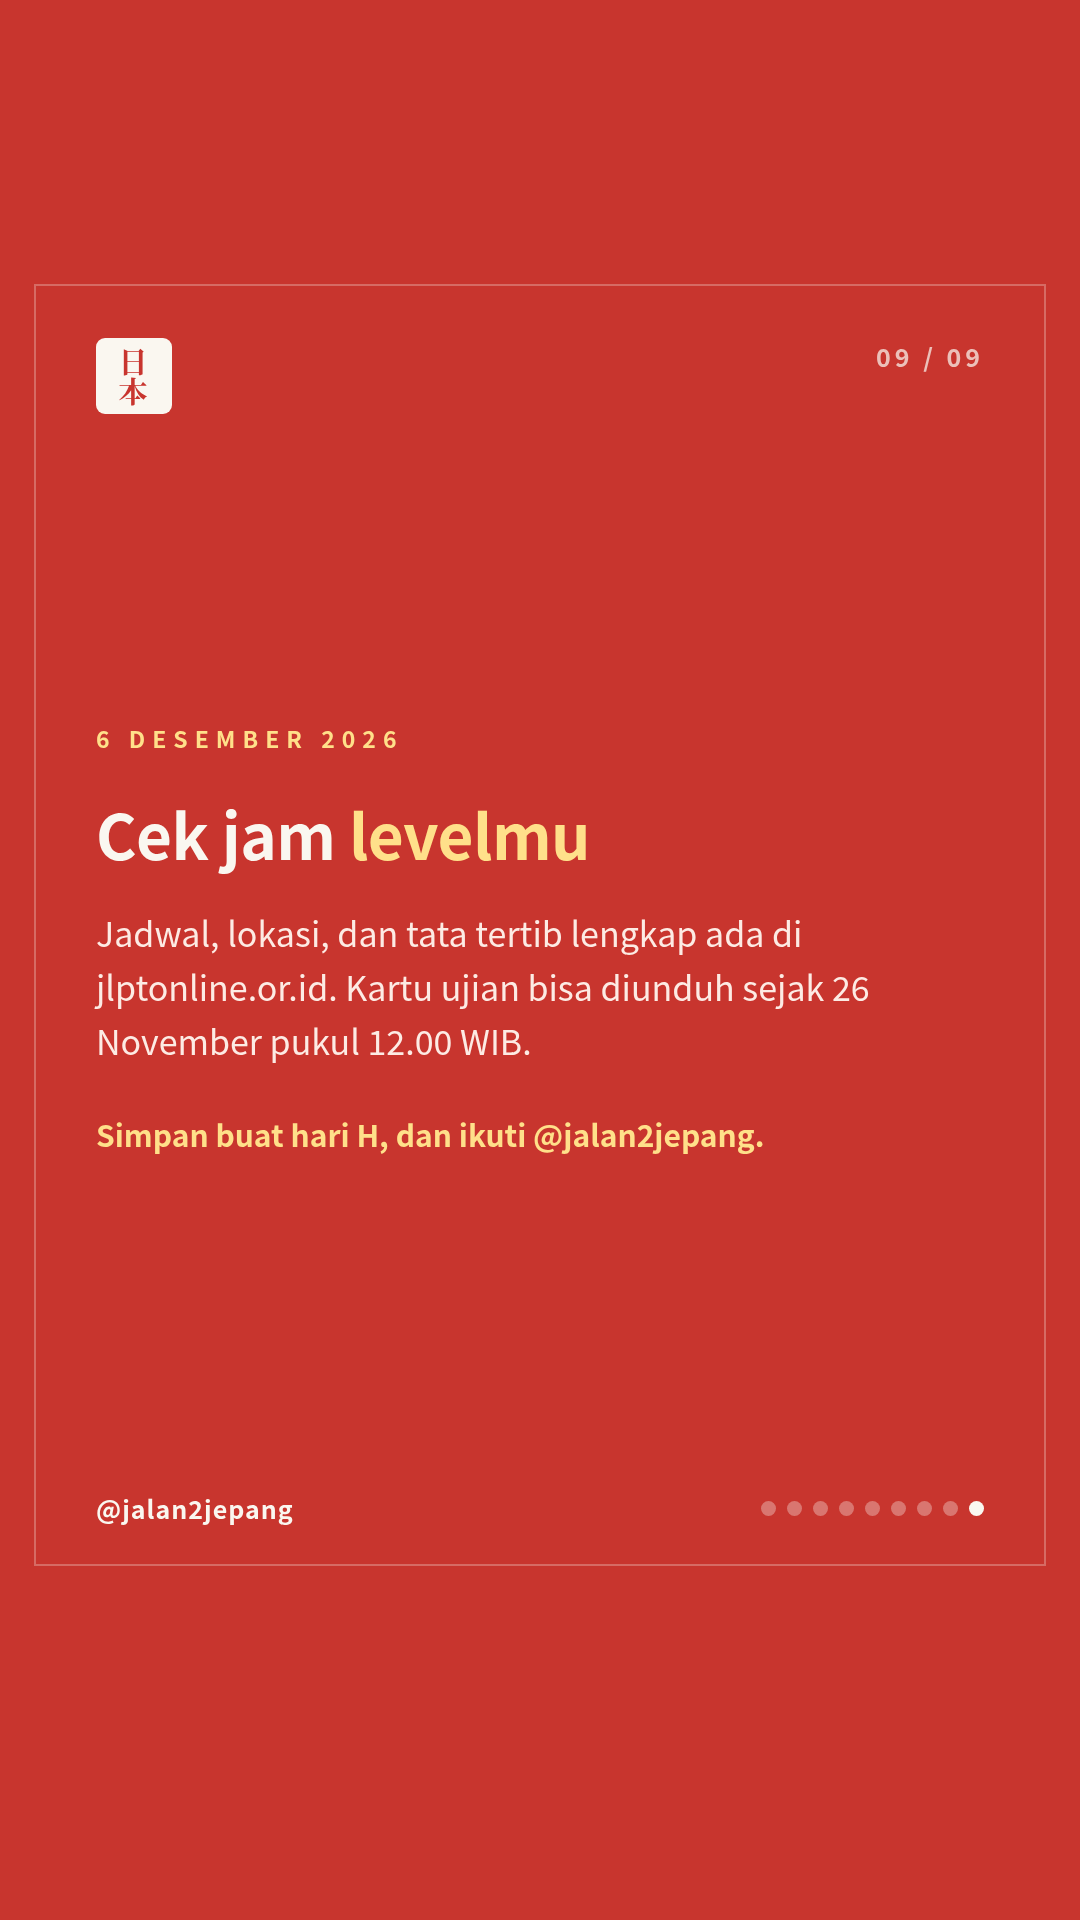 日
本
09 / 09
6 DESEMBER 2026
Cek jam levelmu
Jadwal, lokasi, dan tata tertib lengkap ada di
jlptonline.or.id. Kartu ujian bisa diunduh sejak 26
November pukul 12.00 WIB.
Simpan buat hari H, dan ikuti @jalan2jepang.
@jalan2jepang